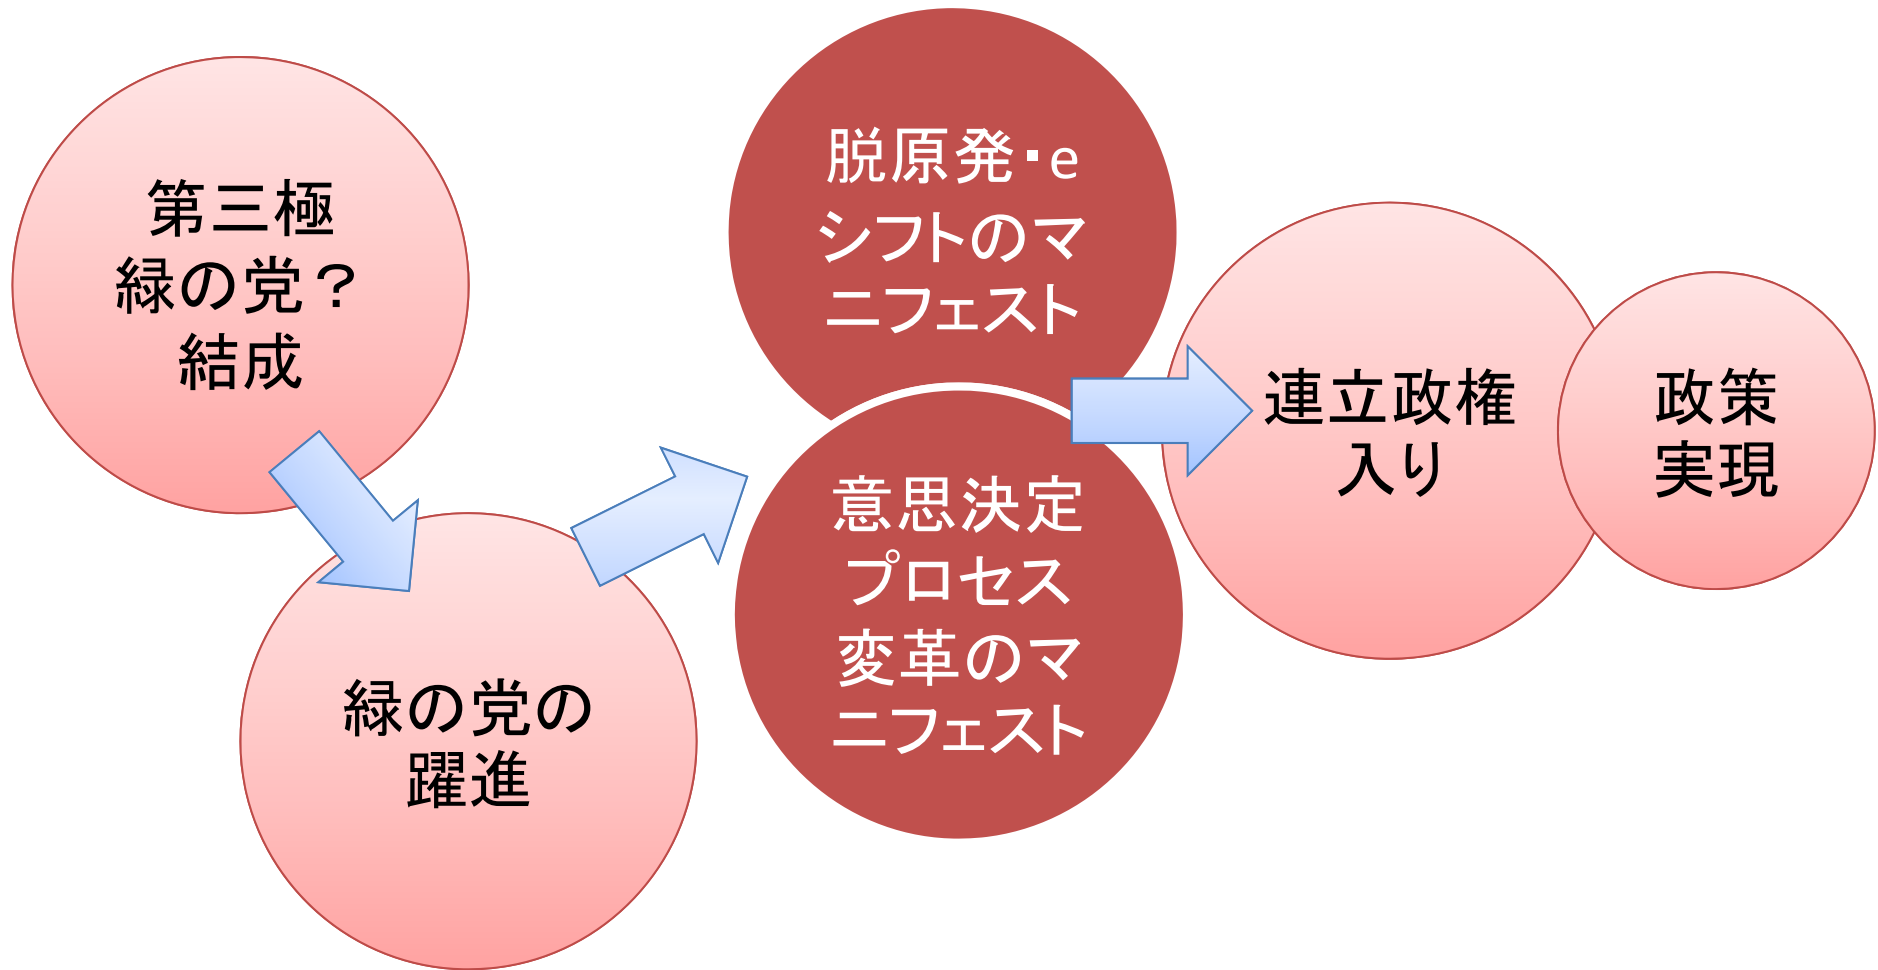 第三極
緑の党？
結成
緑の党の
躍進
脱原発・e
シフトのマ
ニフェスト
意思決定
プロセス
変革のマ
ニフェスト
連立政権
入り
政策
実現